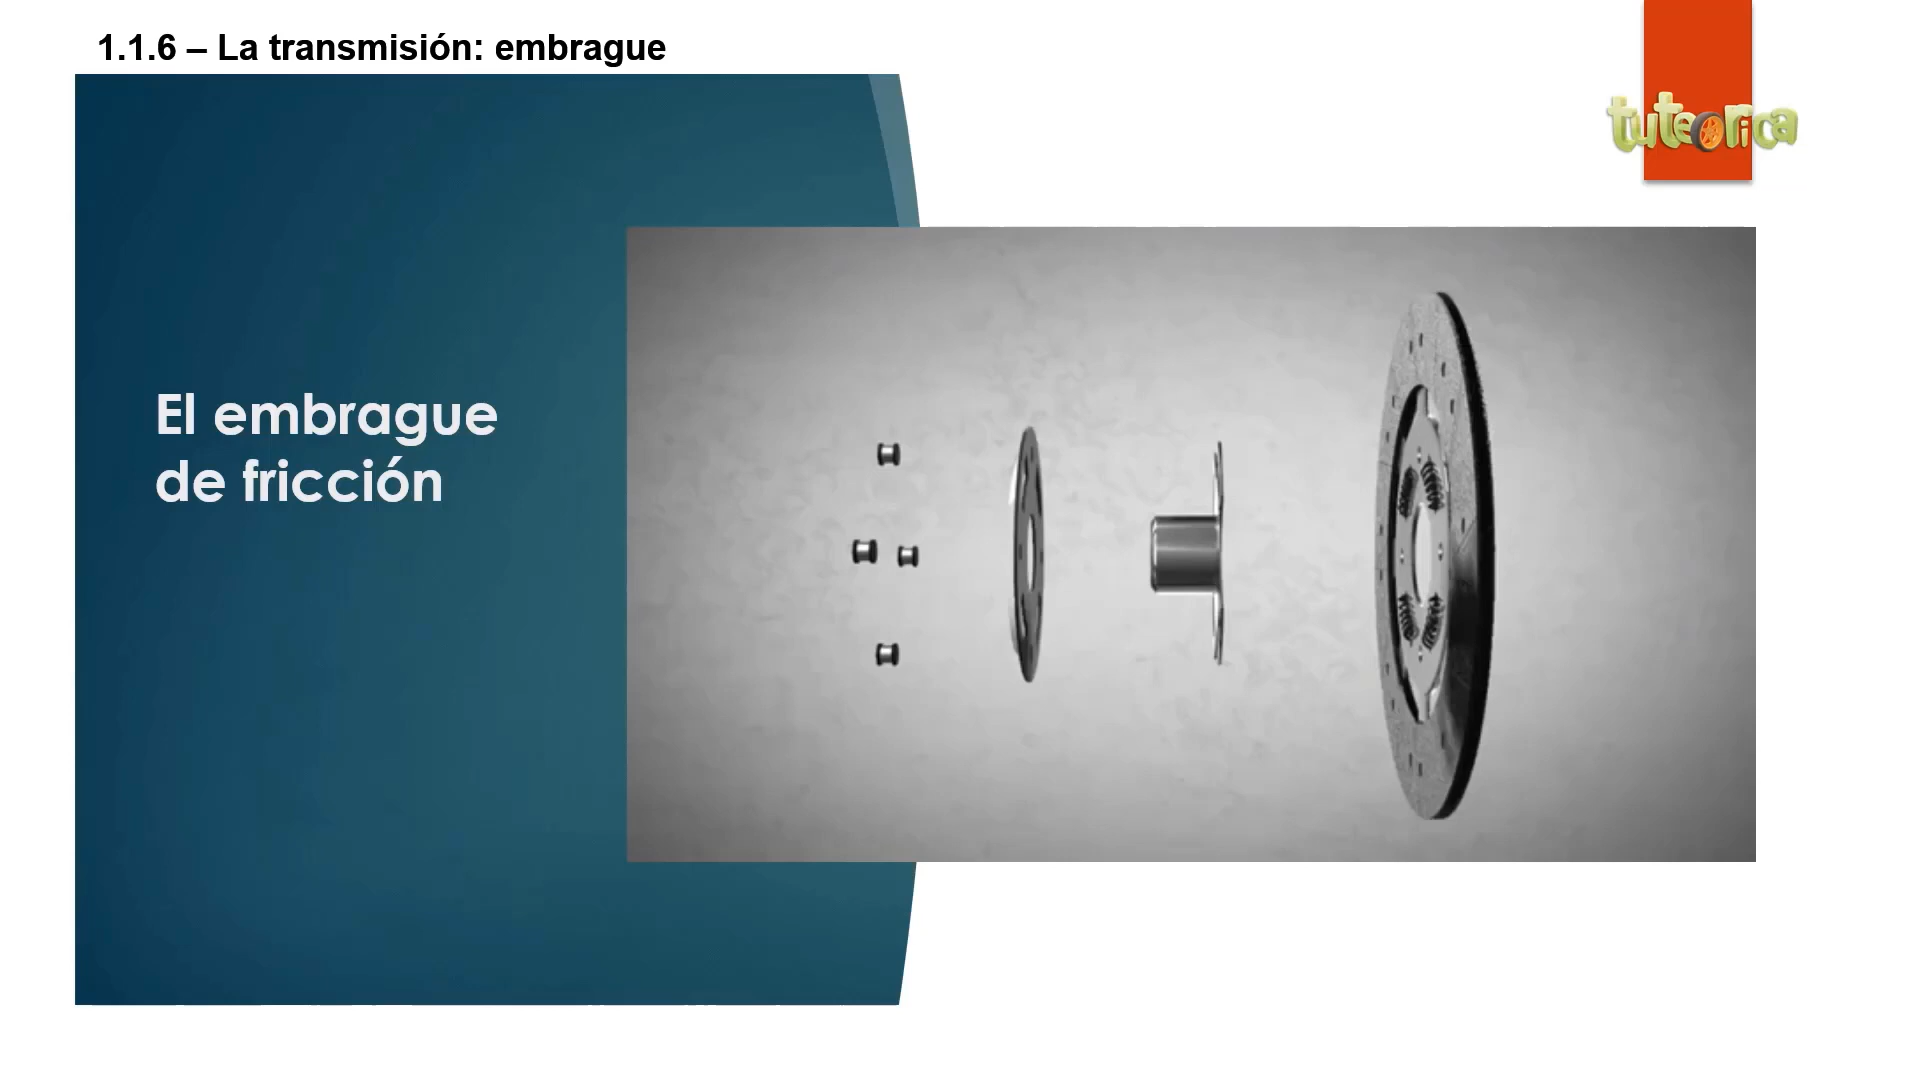 1.1.6 – La transmisión: embrague
tuteorica
El embrague
de fricción